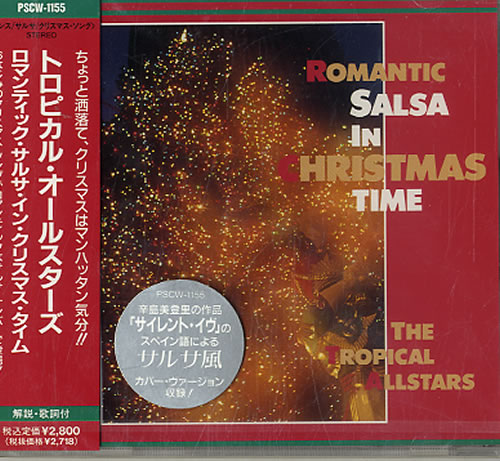 PSCW-1155
STEREO
ちょっと洒落て、クリスマスはマンハッタン気分!!
トロピカル・オールスターズ
ロマンティック・サルサ・イン・クリスマス・タイム
解説・歌詞付
税込定価¥2,800
(税抜価格¥2,718)
ROMANTIC
SALSA
IN
CHRISTMAS
TIME
PSCW-1155
辛島美登里の作品
「サイレント・イヴ」の
スペイン語による
サルサ風
カバー・ヴァージョン
収録!
THE
TROPICAL
ALLSTARS